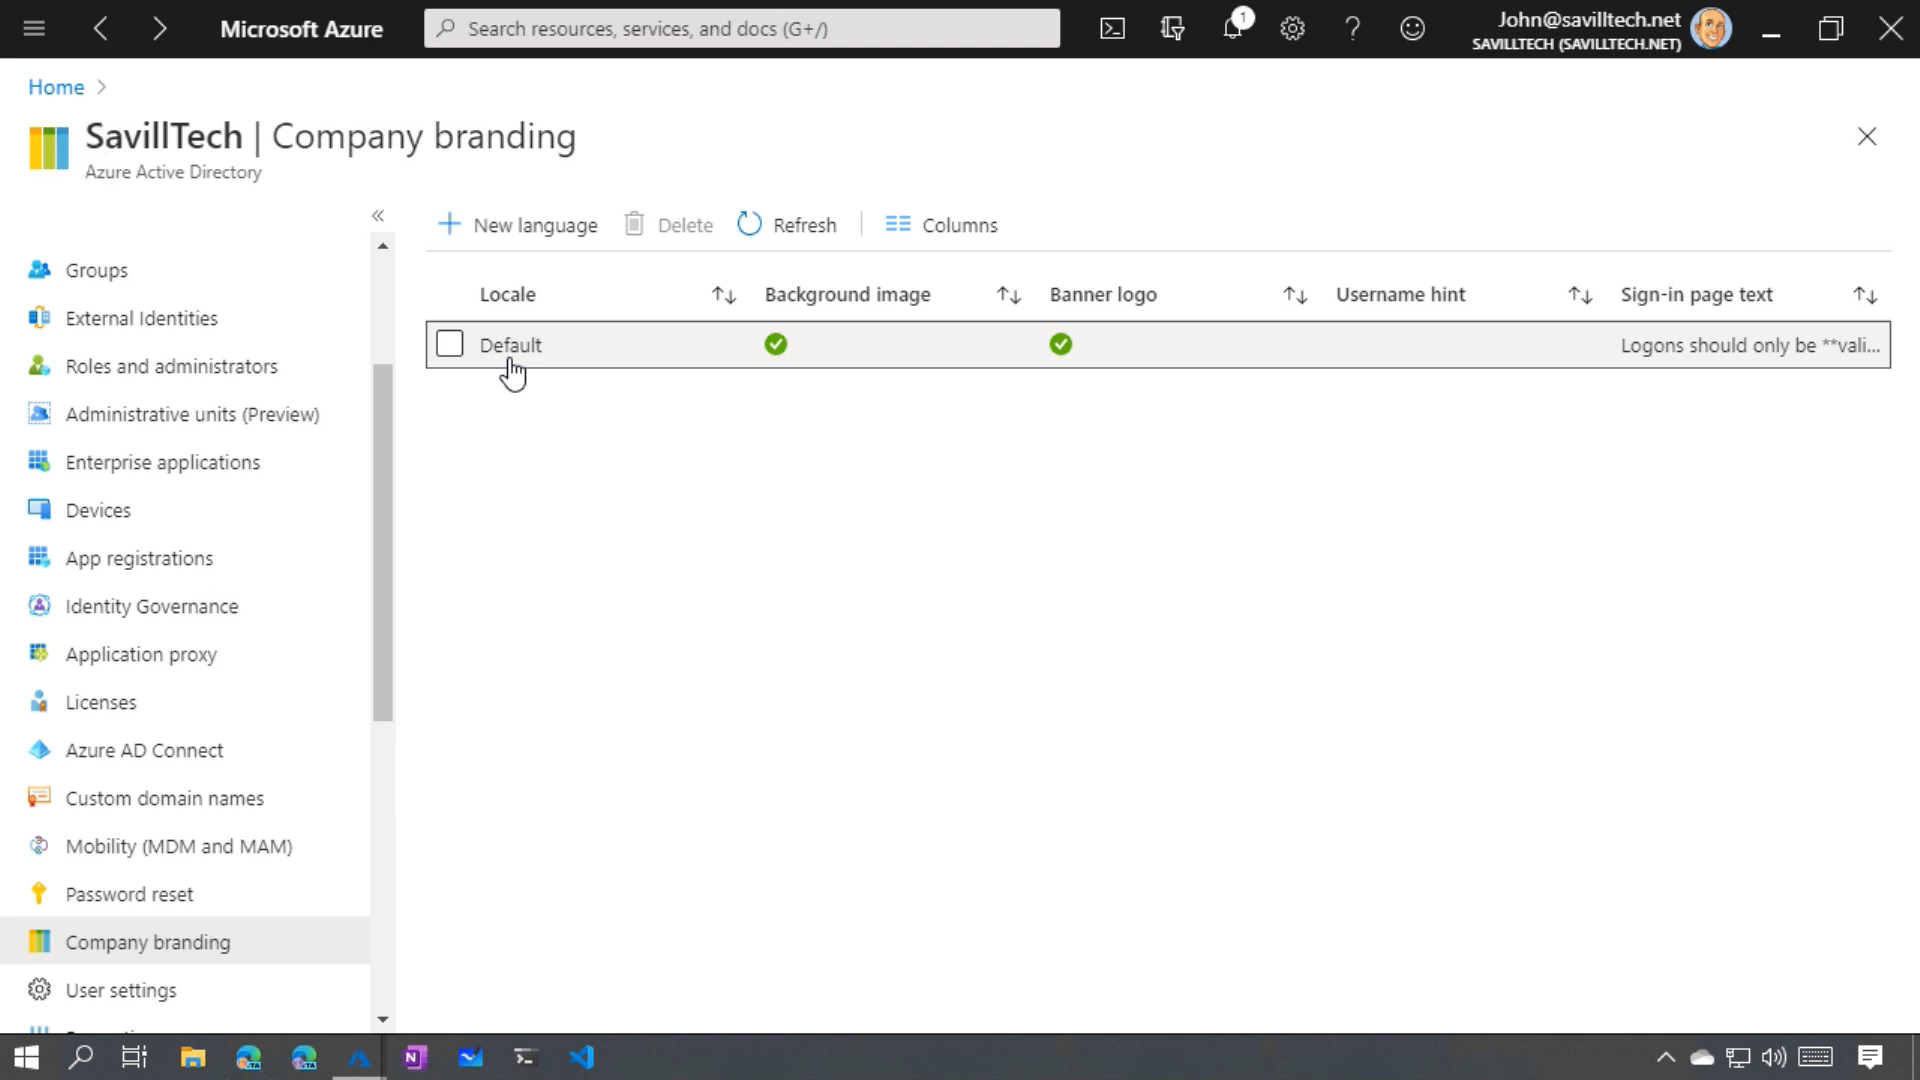 Microsoft Azure
Search resources, services, and docs (G+/)
1
John@savilltech.net
SAVILLTECH (SAVILLTECH.NET)
Home
SavillTech | Company branding
Azure Active Directory
New language
Delete
Refresh
Columns
Groups
External Identities
Roles and administrators
Administrative units (Preview)
Enterprise applications
Devices
App registrations
Identity Governance
Application proxy
Licenses
Azure AD Connect
Custom domain names
Mobility (MDM and MAM)
Password reset
Company branding
User settings
Locale
Background image
Banner logo
Username hint
Sign-in page text
Default
Logons should only be **vali...